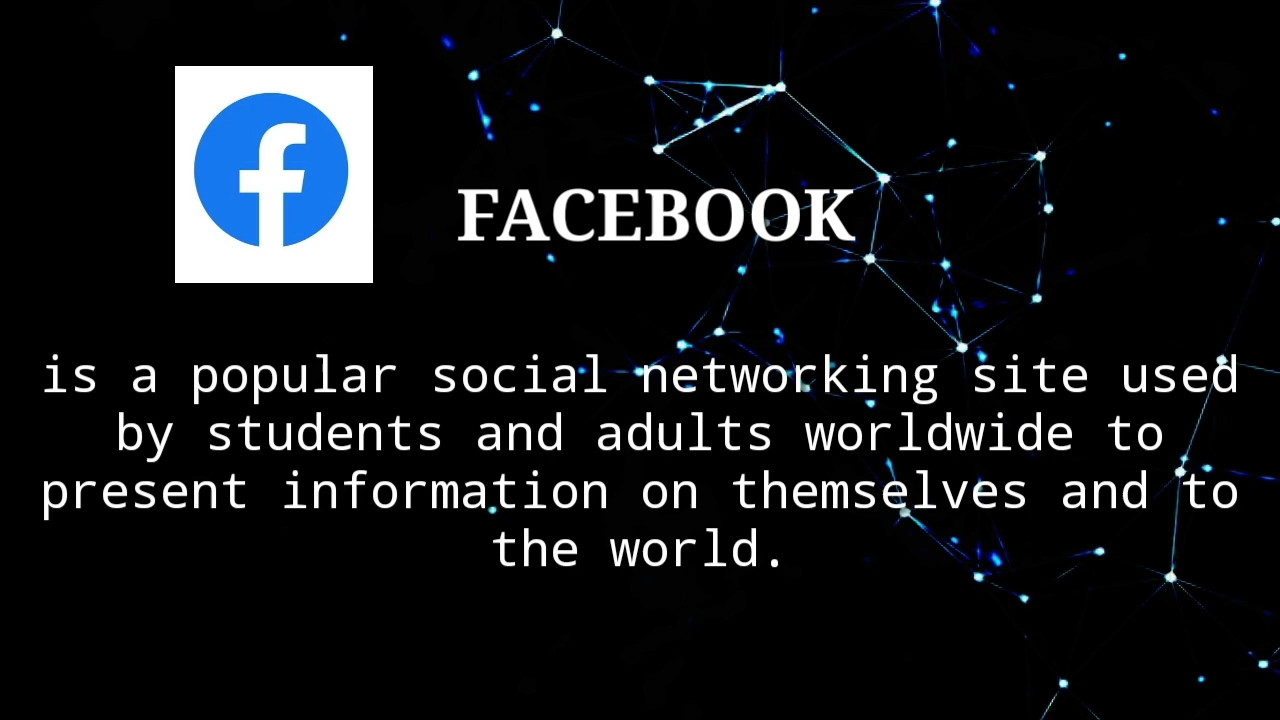 FACEBOOK
is a popular social networking site used
by students and adults worldwide to
present information on themselves and to
the world.